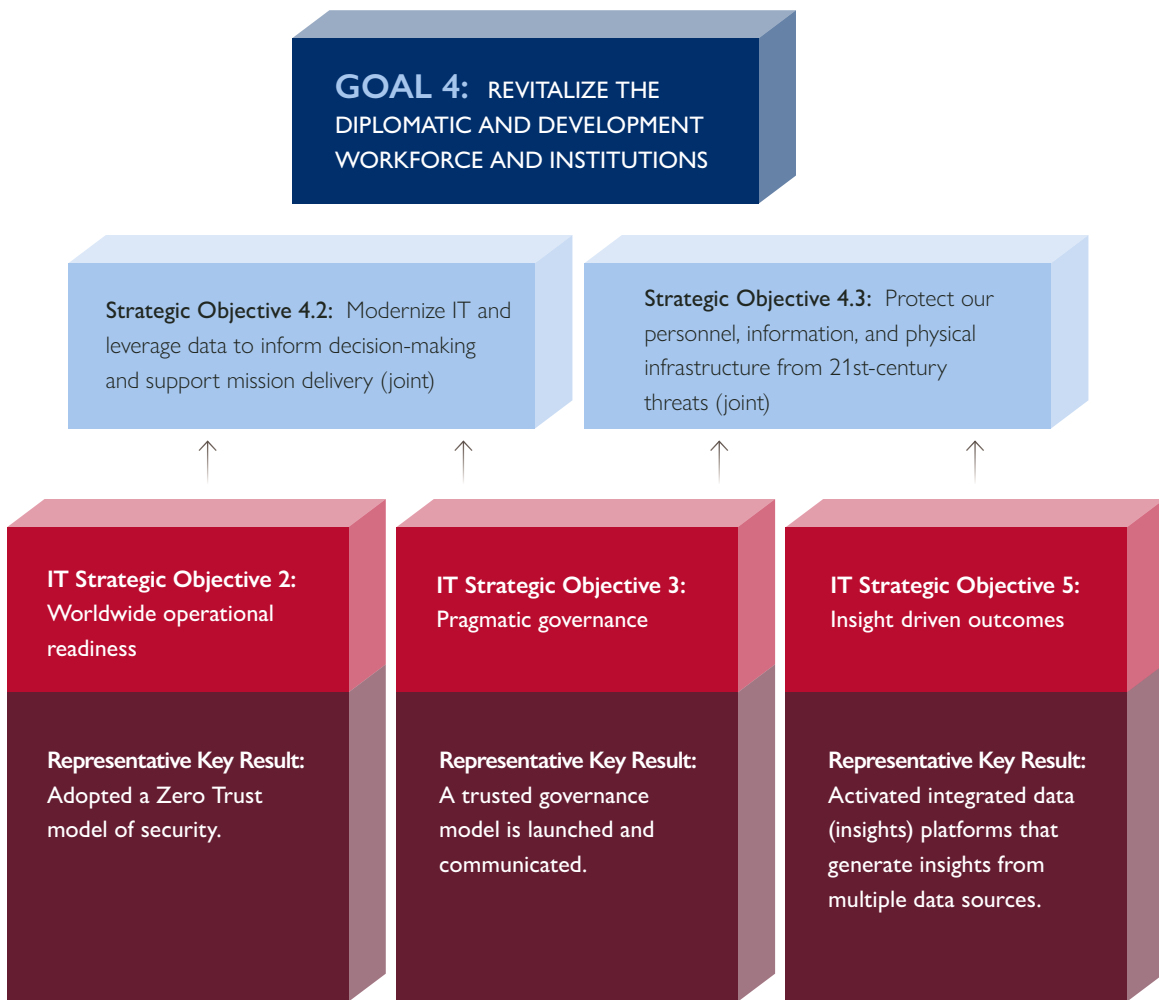 GOAL 4: REVITALIZE THE
DIPLOMATIC AND DEVELOPMENT
WORKFORCE AND INSTITUTIONS
Strategic Objective 4.2: Modernize IT and
leverage data to inform decision-making
and support mission delivery (joint)
Strategic Objective 4.3: Protect our
personnel, information, and physical
infrastructure from 21st-century
threats (joint)
IT Strategic Objective 2:
Worldwide operational
readiness
Representative Key Result:
Adopted a Zero Trust
model of security.
IT Strategic Objective 3:
Pragmatic governance
Representative Key Result:
A trusted governance
model is launched and
communicated.
IT Strategic Objective 5:
Insight driven outcomes
Representative Key Result:
Activated integrated data
(insights) platforms that
generate insights from
multiple data sources.